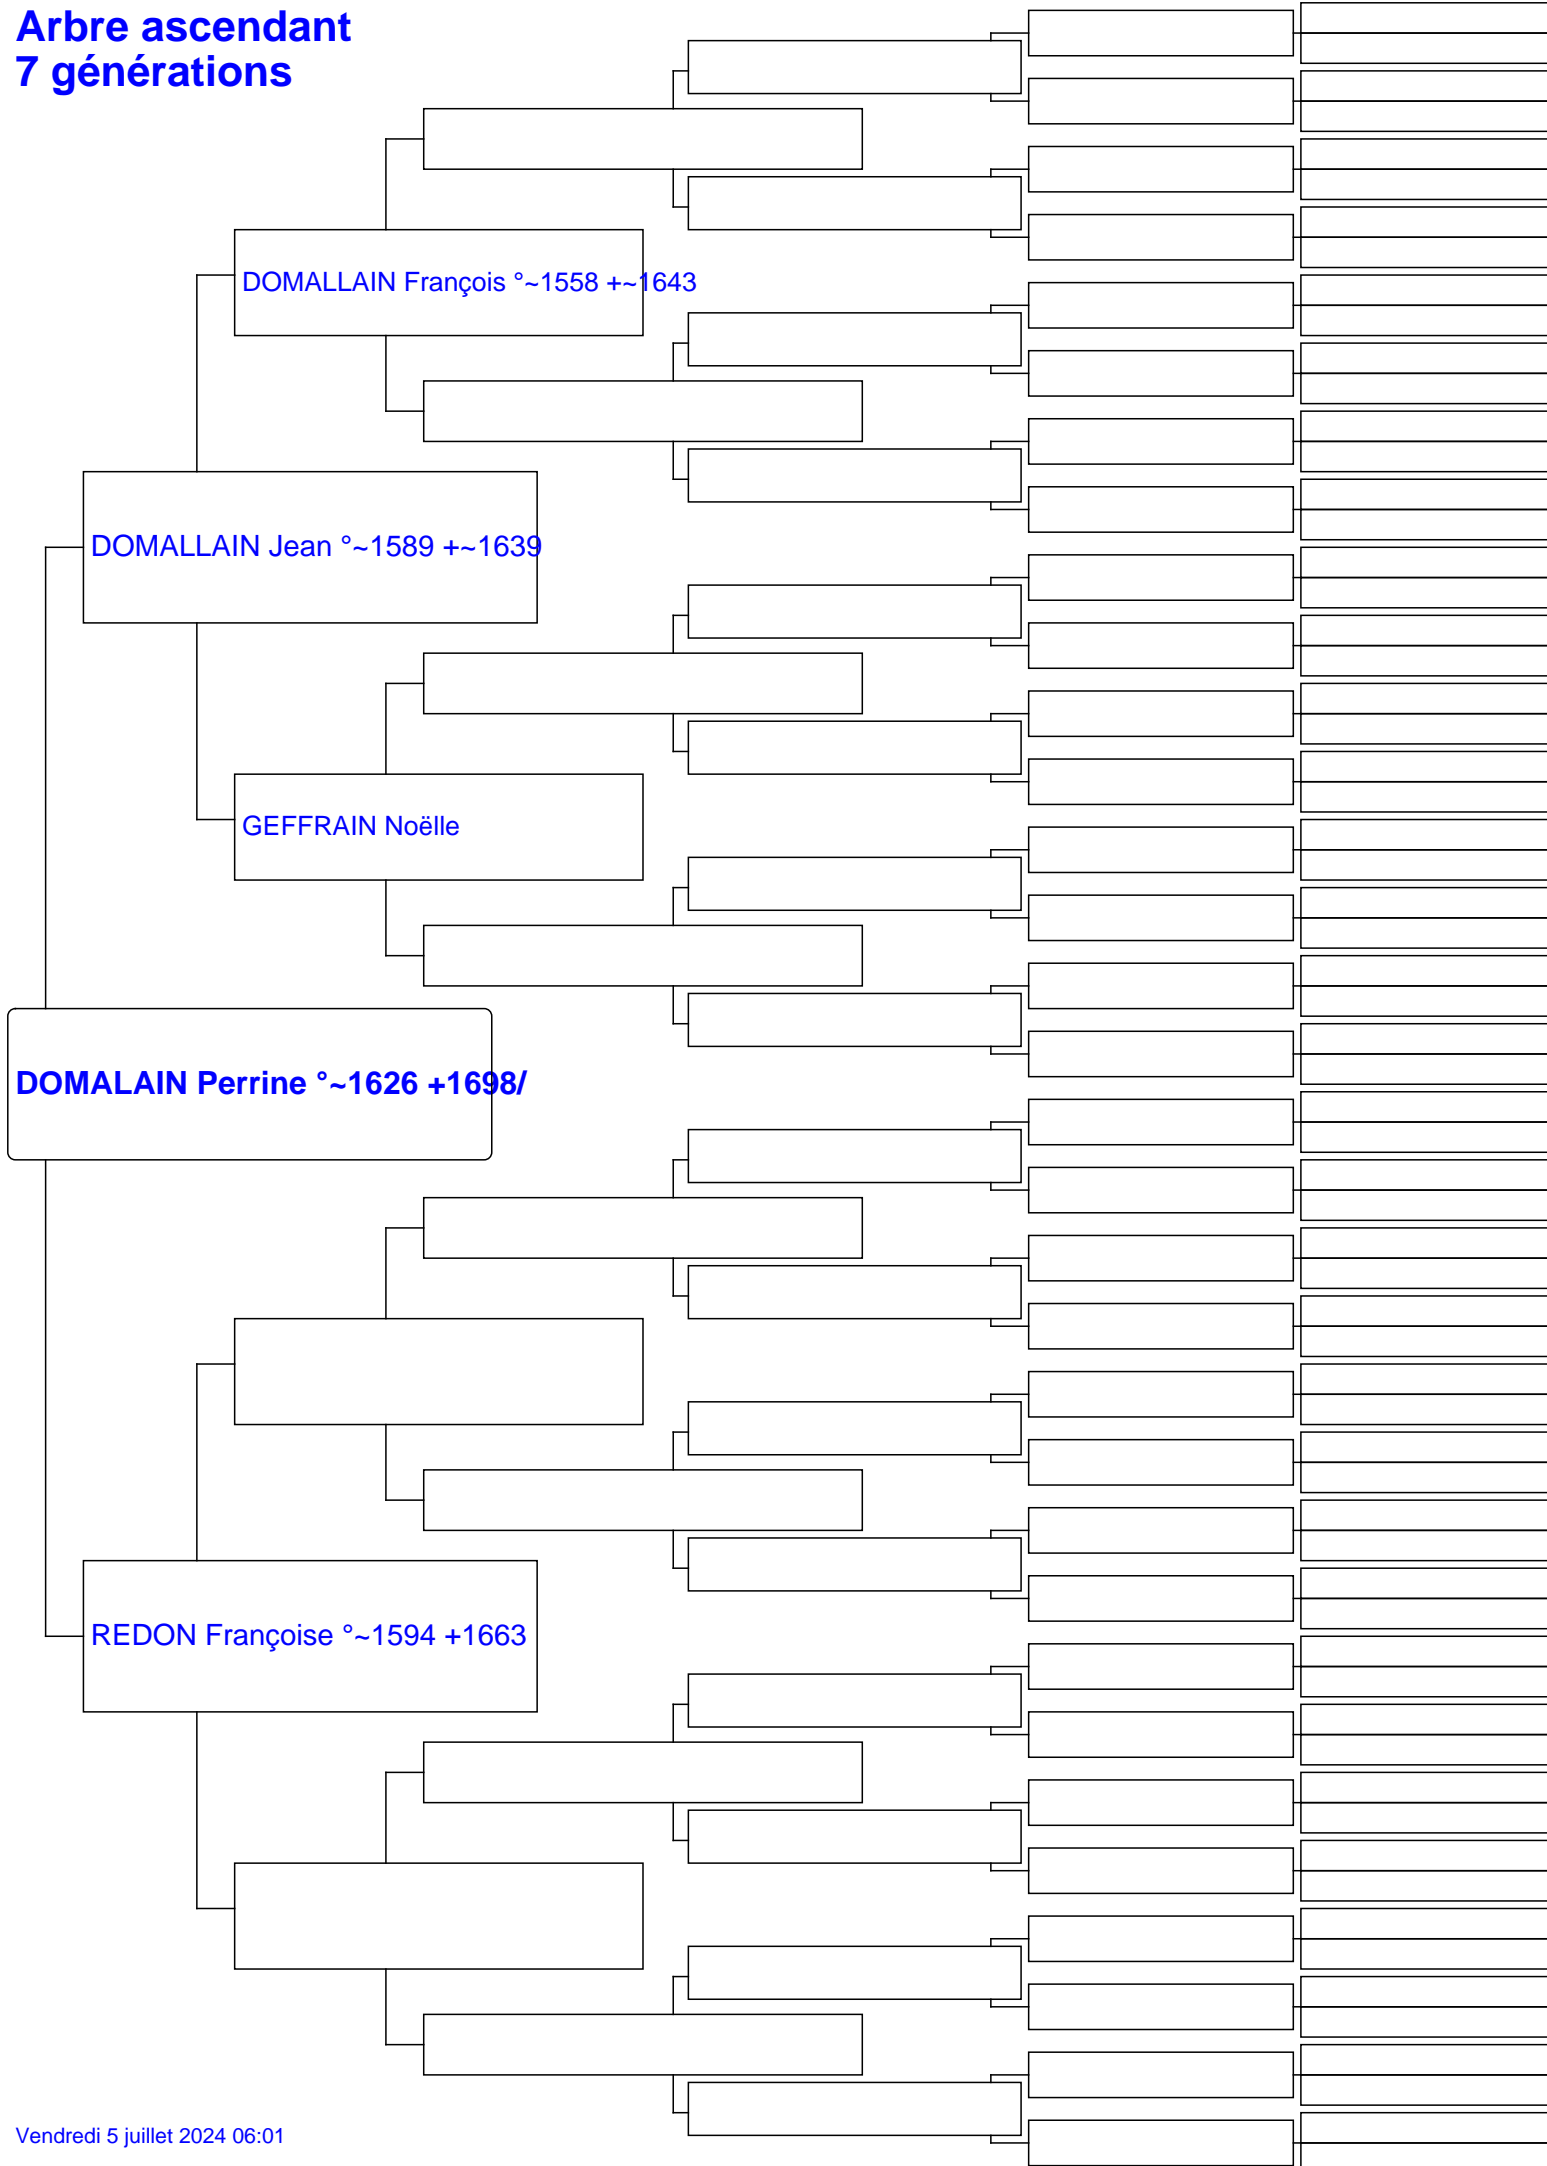 Arbre ascendant
7 générations
DOMALLAIN François °~1558 +~1643
DOMALLAIN Jean °~1589 +~1639
GEFFRAIN Noëlle
DOMALAIN Perrine °~1626 +1698/
REDON Françoise °~1594 +1663
Vendredi 5 juillet 2024 06:01